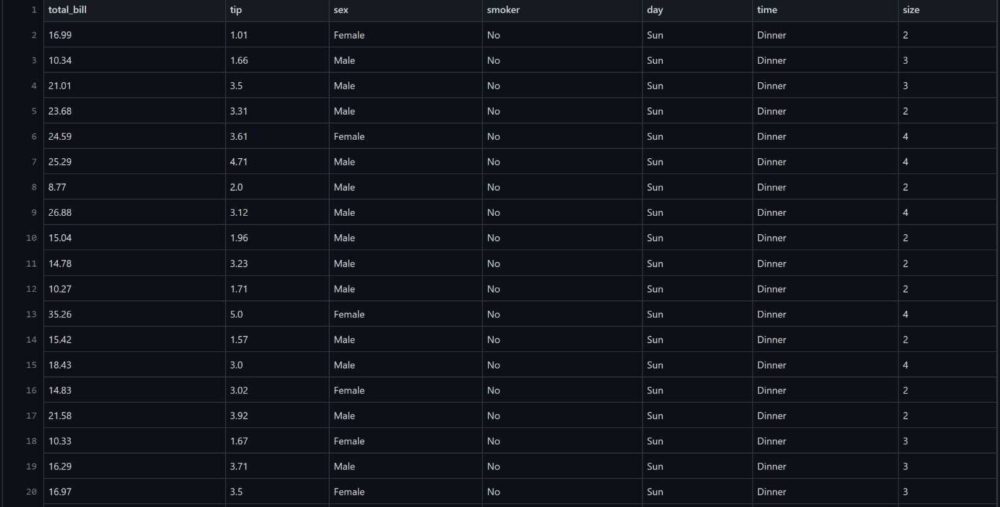 1 total_bill tip sex smoker day time size
2 16.99 1.01 Female No Sun Dinner 2
3 10.34 1.66 Male No Sun Dinner 3
4 21.01 3.5 Male No Sun Dinner 3
5 23.68 3.31 Male No Sun Dinner 2
6 24.59 3.61 Female No Sun Dinner 4
7 25.29 4.71 Male No Sun Dinner 4
8 8.77 2.0 Male No Sun Dinner 2
9 26.88 3.12 Male No Sun Dinner 4
10 15.04 1.96 Male No Sun Dinner 2
11 14.78 3.23 Male No Sun Dinner 2
12 10.27 1.71 Male No Sun Dinner 2
13 35.26 5.0 Female No Sun Dinner 4
14 15.42 1.57 Male No Sun Dinner 2
15 18.43 3.0 Male No Sun Dinner 4
16 14.83 3.02 Female No Sun Dinner 2
17 21.58 3.92 Male No Sun Dinner 2
18 10.33 1.67 Female No Sun Dinner 3
19 16.29 3.71 Male No Sun Dinner 3
20 16.97 3.5 Female No Sun Dinner 3